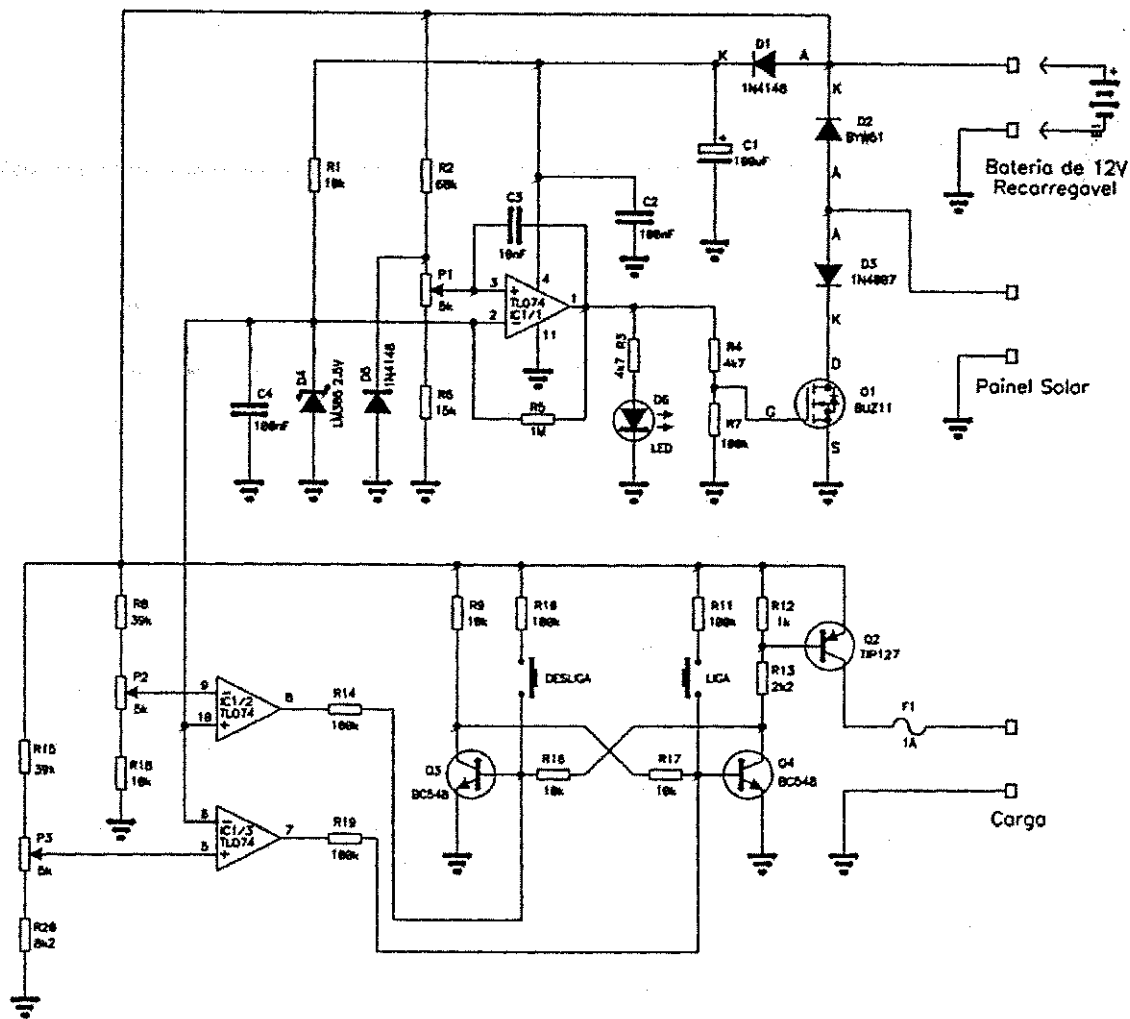 D1
K
A
1N4148
K
D2
BYW51
A
A
D3
1N4007
K
D
Q1
BUZ11
G
S
+
C1
100uF
C2
100nF
C3
10nF
R1
10k
R2
68k
P1
5k
3
+
4
TL074
IC1/1
2
1
11
R3
4k7
R4
4k7
R5
1M
R6
15k
R7
100k
D6
LED
C4
100nF
D4
2.5V
D5
1N4148
+
Bateria de 12V
Recarregável
Painel Solar
R8
39k
P2
5k
9
10
+
IC1/2
TL074
8
R14
100k
R15
39k
10k
P3
5k
IC1/3
TL074
5
+
7
R19
100k
R20
8k2
R9
10k
R10
100k
DESLIGA
R11
100k
LIGA
R12
1k
R13
2k2
Q2
TIP127
F1
1A
Q3
BC548
R16
10k
R17
10k
Q4
BC548
Carga